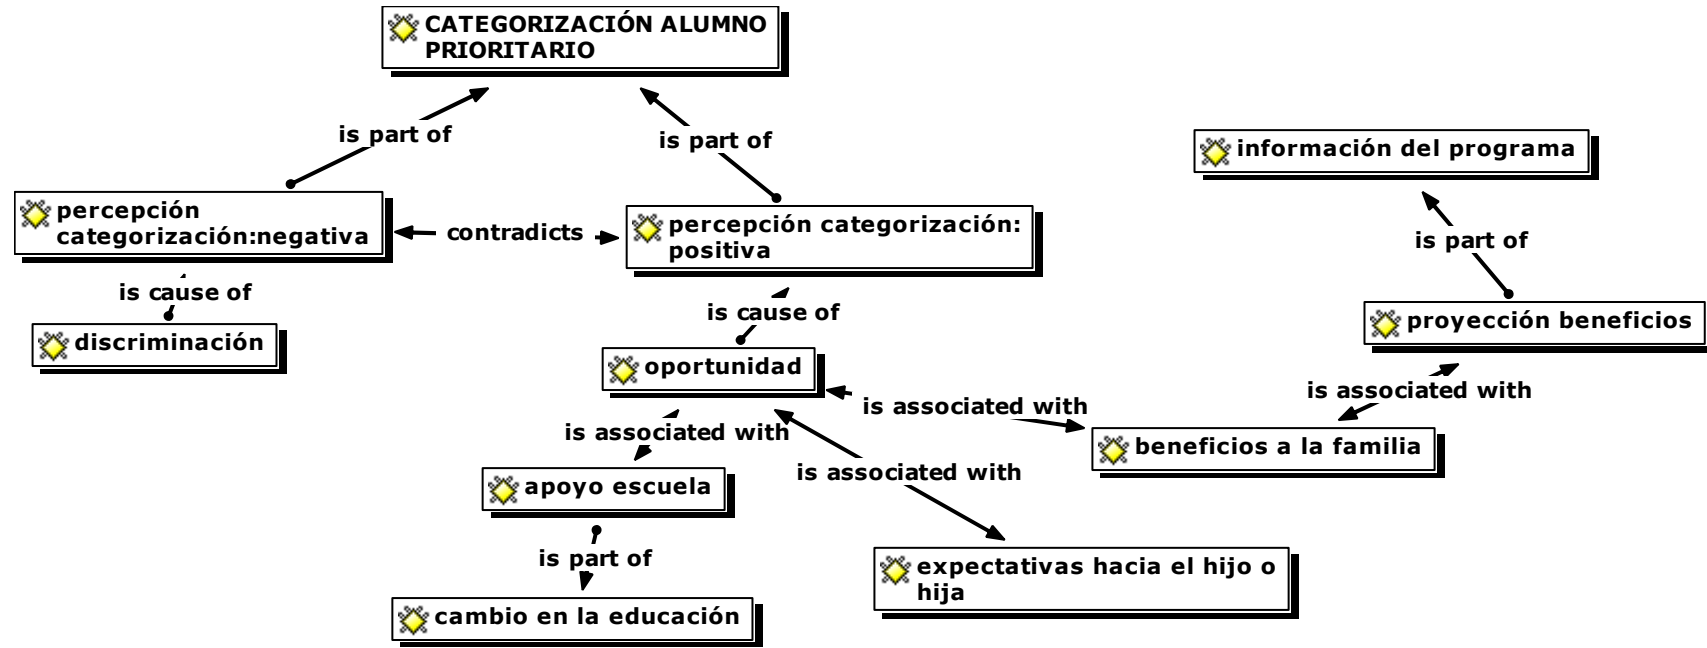 CATEGORIZACIÓN ALUMNO
PRIORITARIO
is part of
is part of
información del programa
percepción
categorización:negativa
contradicts
percepción categorización:
positiva
is part of
is cause of
is cause of
discriminación
proyección beneficios
oportunidad
is associated with
is associated with
is associated with
beneficios a la familia
is associated with
apoyo escuela
is part of
expectativas hacia el hijo o
hija
cambio en la educación